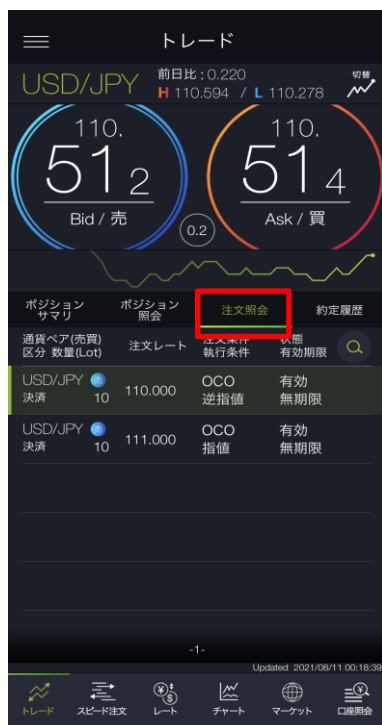 トレード
USD/JPY 前日比 : 0.220 切替
H 110.594 / L 110.278
110. 110.
51 2 51 4
Bid / 売 0.2 Ask / 買
ポジション ポジション 注文照会 約定履歴
サマリ 照会
通貨ペア(売買) 注文レート 注文条件 状態
区分 数量(Lot) 執行条件 有効期限
USD/JPY 110.000 OCO 有効
決済 10 逆指値 無期限
USD/JPY 111.000 OCO 有効
決済 10 指値 無期限
-1-
Updated 2021/08/11 00:18:39
トレード スピード注文 レート チャート マーケット 口座照会